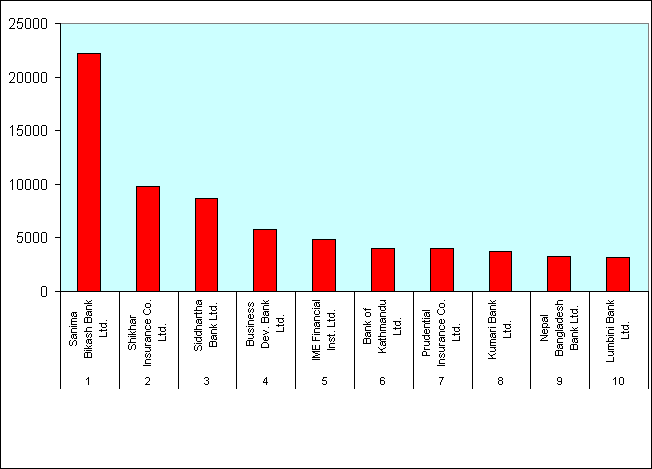 25000
20000
15000
10000
5000
0
Sanima
Bikash Bank
Ltd.
Shikhar
Insurance Co.
Ltd.
Siddhartha
Bank Ltd.
Business
Dev. Bank
Ltd.
IME Financial
Inst. Ltd.
Bank of
Kathmandu
Ltd.
Prudential
Insurance Co.
Ltd.
Kumari Bank
Ltd.
Nepal
Bangladesh
Bank Ltd.
Lumbini Bank
Ltd.
1
2
3
4
5
6
7
8
9
10